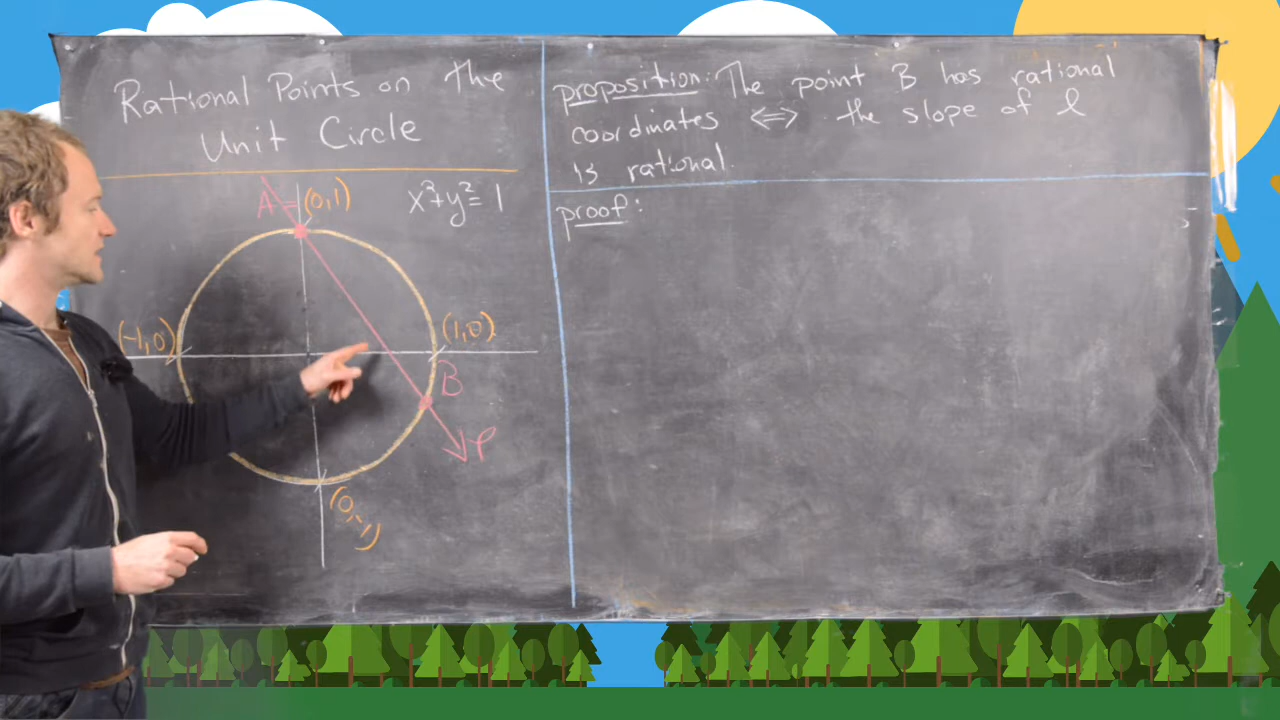 Rational Points on the
Unit Circle
A = (0,1)
x²+y²= 1
(-1,0)
(1,0)
B
l
(0,-1)
proposition: The point B has rational
coordinates <=> the slope of l
is rational.
proof: